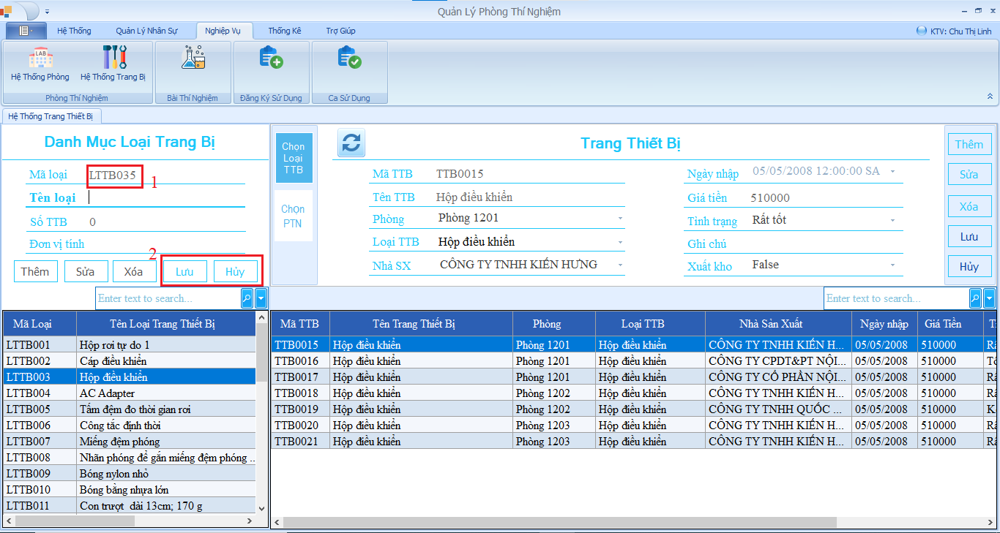 Quản Lý Phòng Thí Nghiệm
Hệ Thống
Quản Lý Nhân Sự
Nghiệp Vụ
Thống Kê
Trợ Giúp
KTV: Chu Thị Linh
LAB
Hệ Thống Phòng
Hệ Thống Trang Bị
Phòng Thí Nghiệm
Bài Thí Nghiệm
Đăng Ký Sử Dụng
Ca Sử Dụng
Hệ Thống Trang Thiết Bị
Danh Mục Loại Trang Bị
Mã loại LTTB035 1
Tên loại
Số TTB 0
Đơn vị tính
2
Thêm Sửa Xóa Lưu Hủy
Enter text to search...
Mã Loại Tên Loại Trang Thiết Bị
LTTB001 Hộp rơi tự do 1
LTTB002 Cáp điều khiển
LTTB003 Hộp điều khiển
LTTB004 AC Adapter
LTTB005 Tấm đệm đo thời gian rơi
LTTB006 Công tắc định thời
LTTB007 Miếng đệm phóng
LTTB008 Nhãn phóng để gắn miếng đệm phóng ..
LTTB009 Bóng nylon nhỏ
LTTB010 Bóng bằng nhựa lớn
LTTB011 Con trượt dài 13cm; 170 g
Chọn
Loại
TTB
Chọn
PTN
Trang Thiết Bị
Mã TTB TTB0015
Tên TTB Hộp điều khiển
Phòng Phòng 1201
Loại TTB Hộp điều khiển
Nhà SX CÔNG TY TNHH KIẾN HƯNG
Ngày nhập 05/05/2008 12:00:00 SA
Giá tiền 510000
Tình trạng Rất tốt
Ghi chú
Xuất kho False
Thêm
Sửa
Xóa
Lưu
Hủy
Enter text to search...
Mã TTB Tên Trang Thiết Bị Phòng Loại TTB Nhà Sản Xuất Ngày nhập Giá Tiền
TTB0015 Hộp điều khiển Phòng 1201 Hộp điều khiển CÔNG TY TNHH KIẾN H... 05/05/2008 510000
TTB0016 Hộp điều khiển Phòng 1201 Hộp điều khiển CÔNG TY CPDT&PT NỘI... 05/05/2008 510000
TTB0017 Hộp điều khiển Phòng 1201 Hộp điều khiển CÔNG TY CỔ PHẦN NỘI... 05/05/2008 510000
TTB0018 Hộp điều khiển Phòng 1202 Hộp điều khiển CÔNG TY TNHH KIẾN H... 05/05/2008 510000
TTB0019 Hộp điều khiển Phòng 1202 Hộp điều khiển CÔNG TY TNHH QUỐC ... 05/05/2008 510000
TTB0020 Hộp điều khiển Phòng 1203 Hộp điều khiển CÔNG TY TNHH KIẾN H... 05/05/2008 510000
TTB0021 Hộp điều khiển Phòng 1203 Hộp điều khiển CÔNG TY TNHH KIẾN H... 05/05/2008 510000